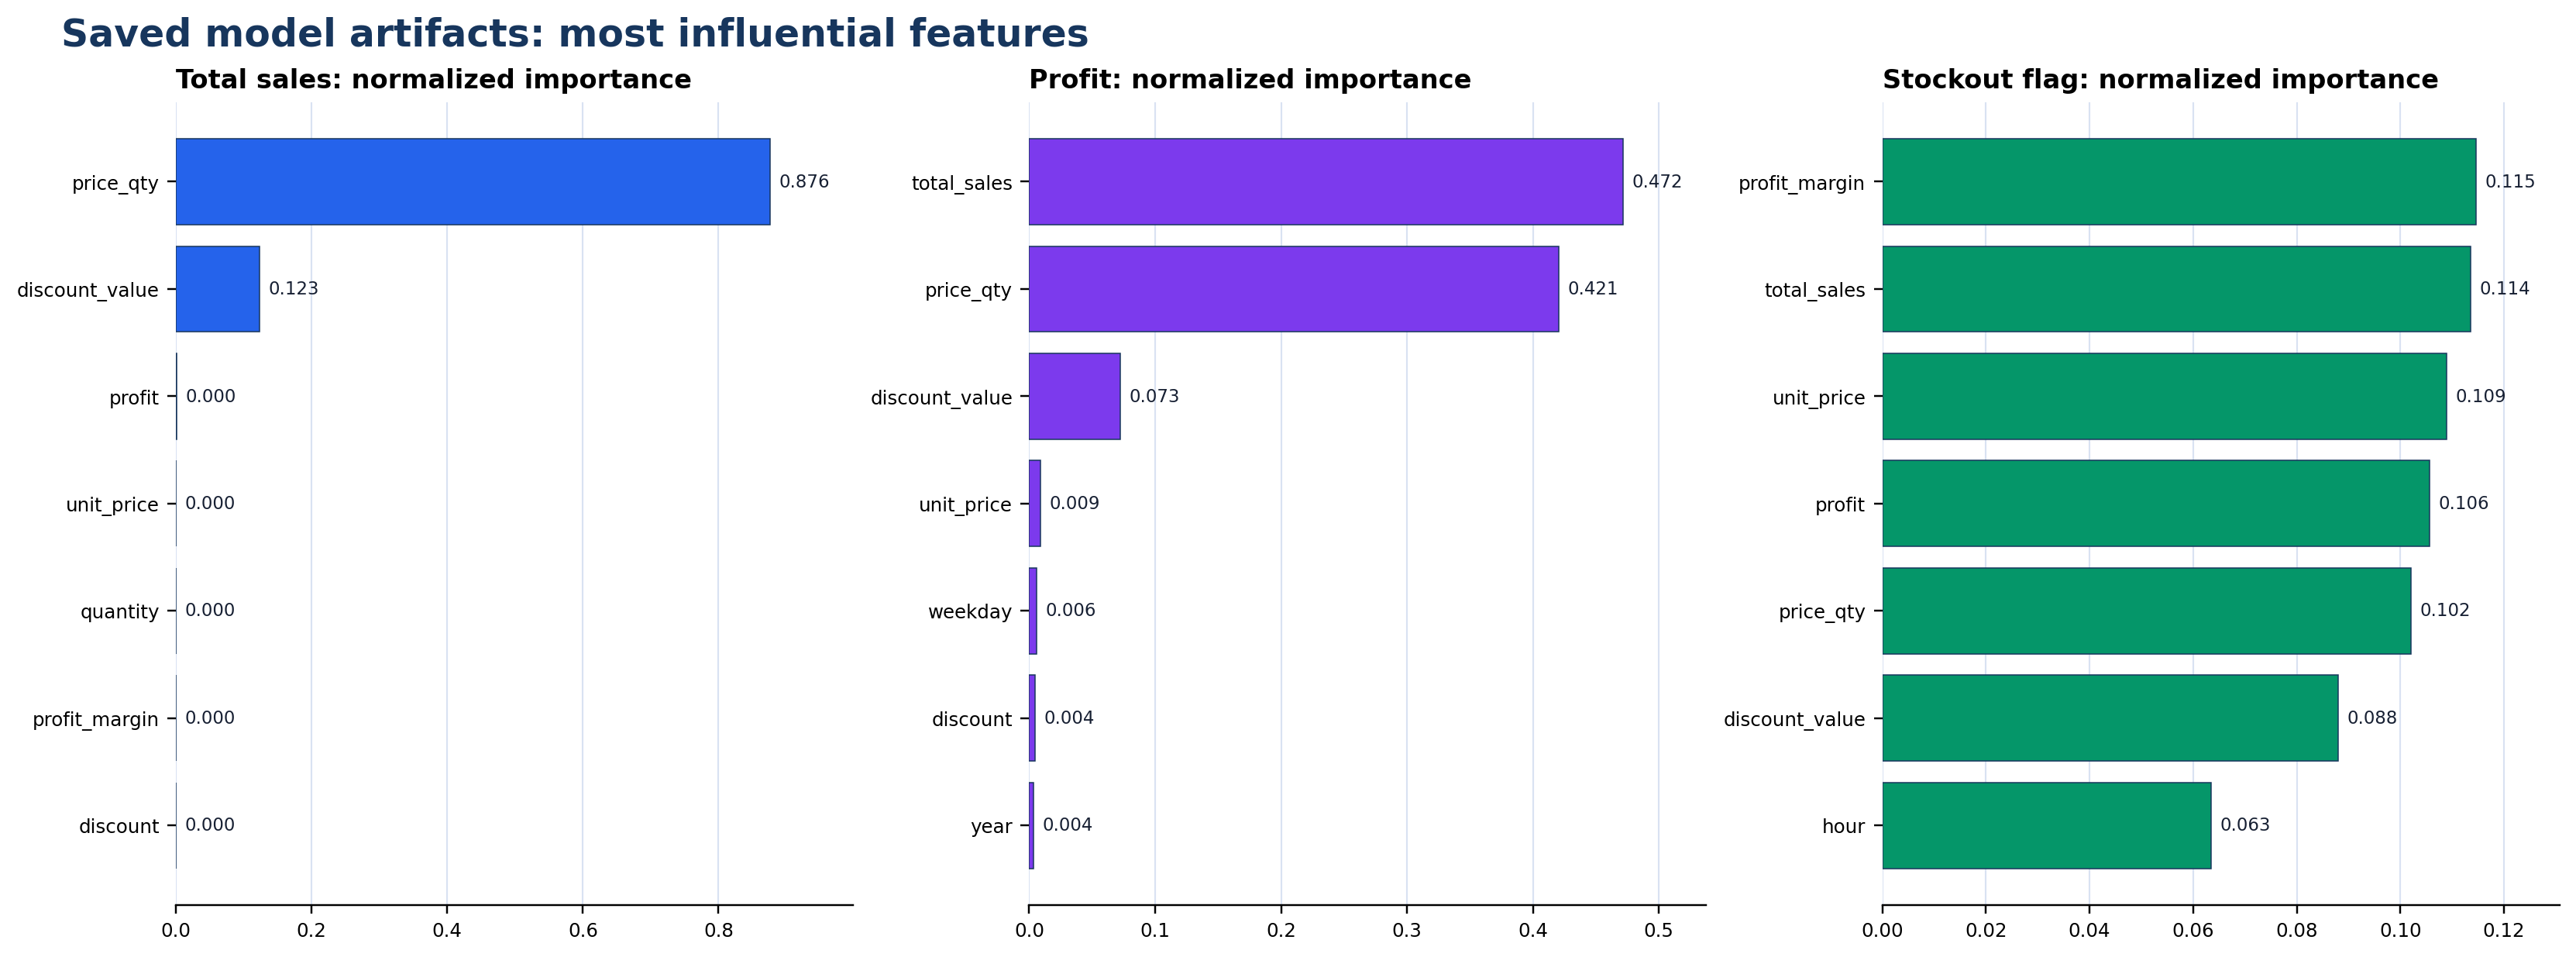 Saved model artifacts: most influential features
Total sales: normalized importance
price_qty 0.876
discount_value 0.123
profit 0.000
unit_price 0.000
quantity 0.000
profit_margin 0.000
discount 0.000
0.0 0.2 0.4 0.6 0.8
Profit: normalized importance
total_sales 0.472
price_qty 0.421
discount_value 0.073
unit_price 0.009
weekday 0.006
discount 0.004
year 0.004
0.0 0.1 0.2 0.3 0.4 0.5
Stockout flag: normalized importance
profit_margin 0.115
total_sales 0.114
unit_price 0.109
profit 0.106
price_qty 0.102
discount_value 0.088
hour 0.063
0.00 0.02 0.04 0.06 0.08 0.10 0.12